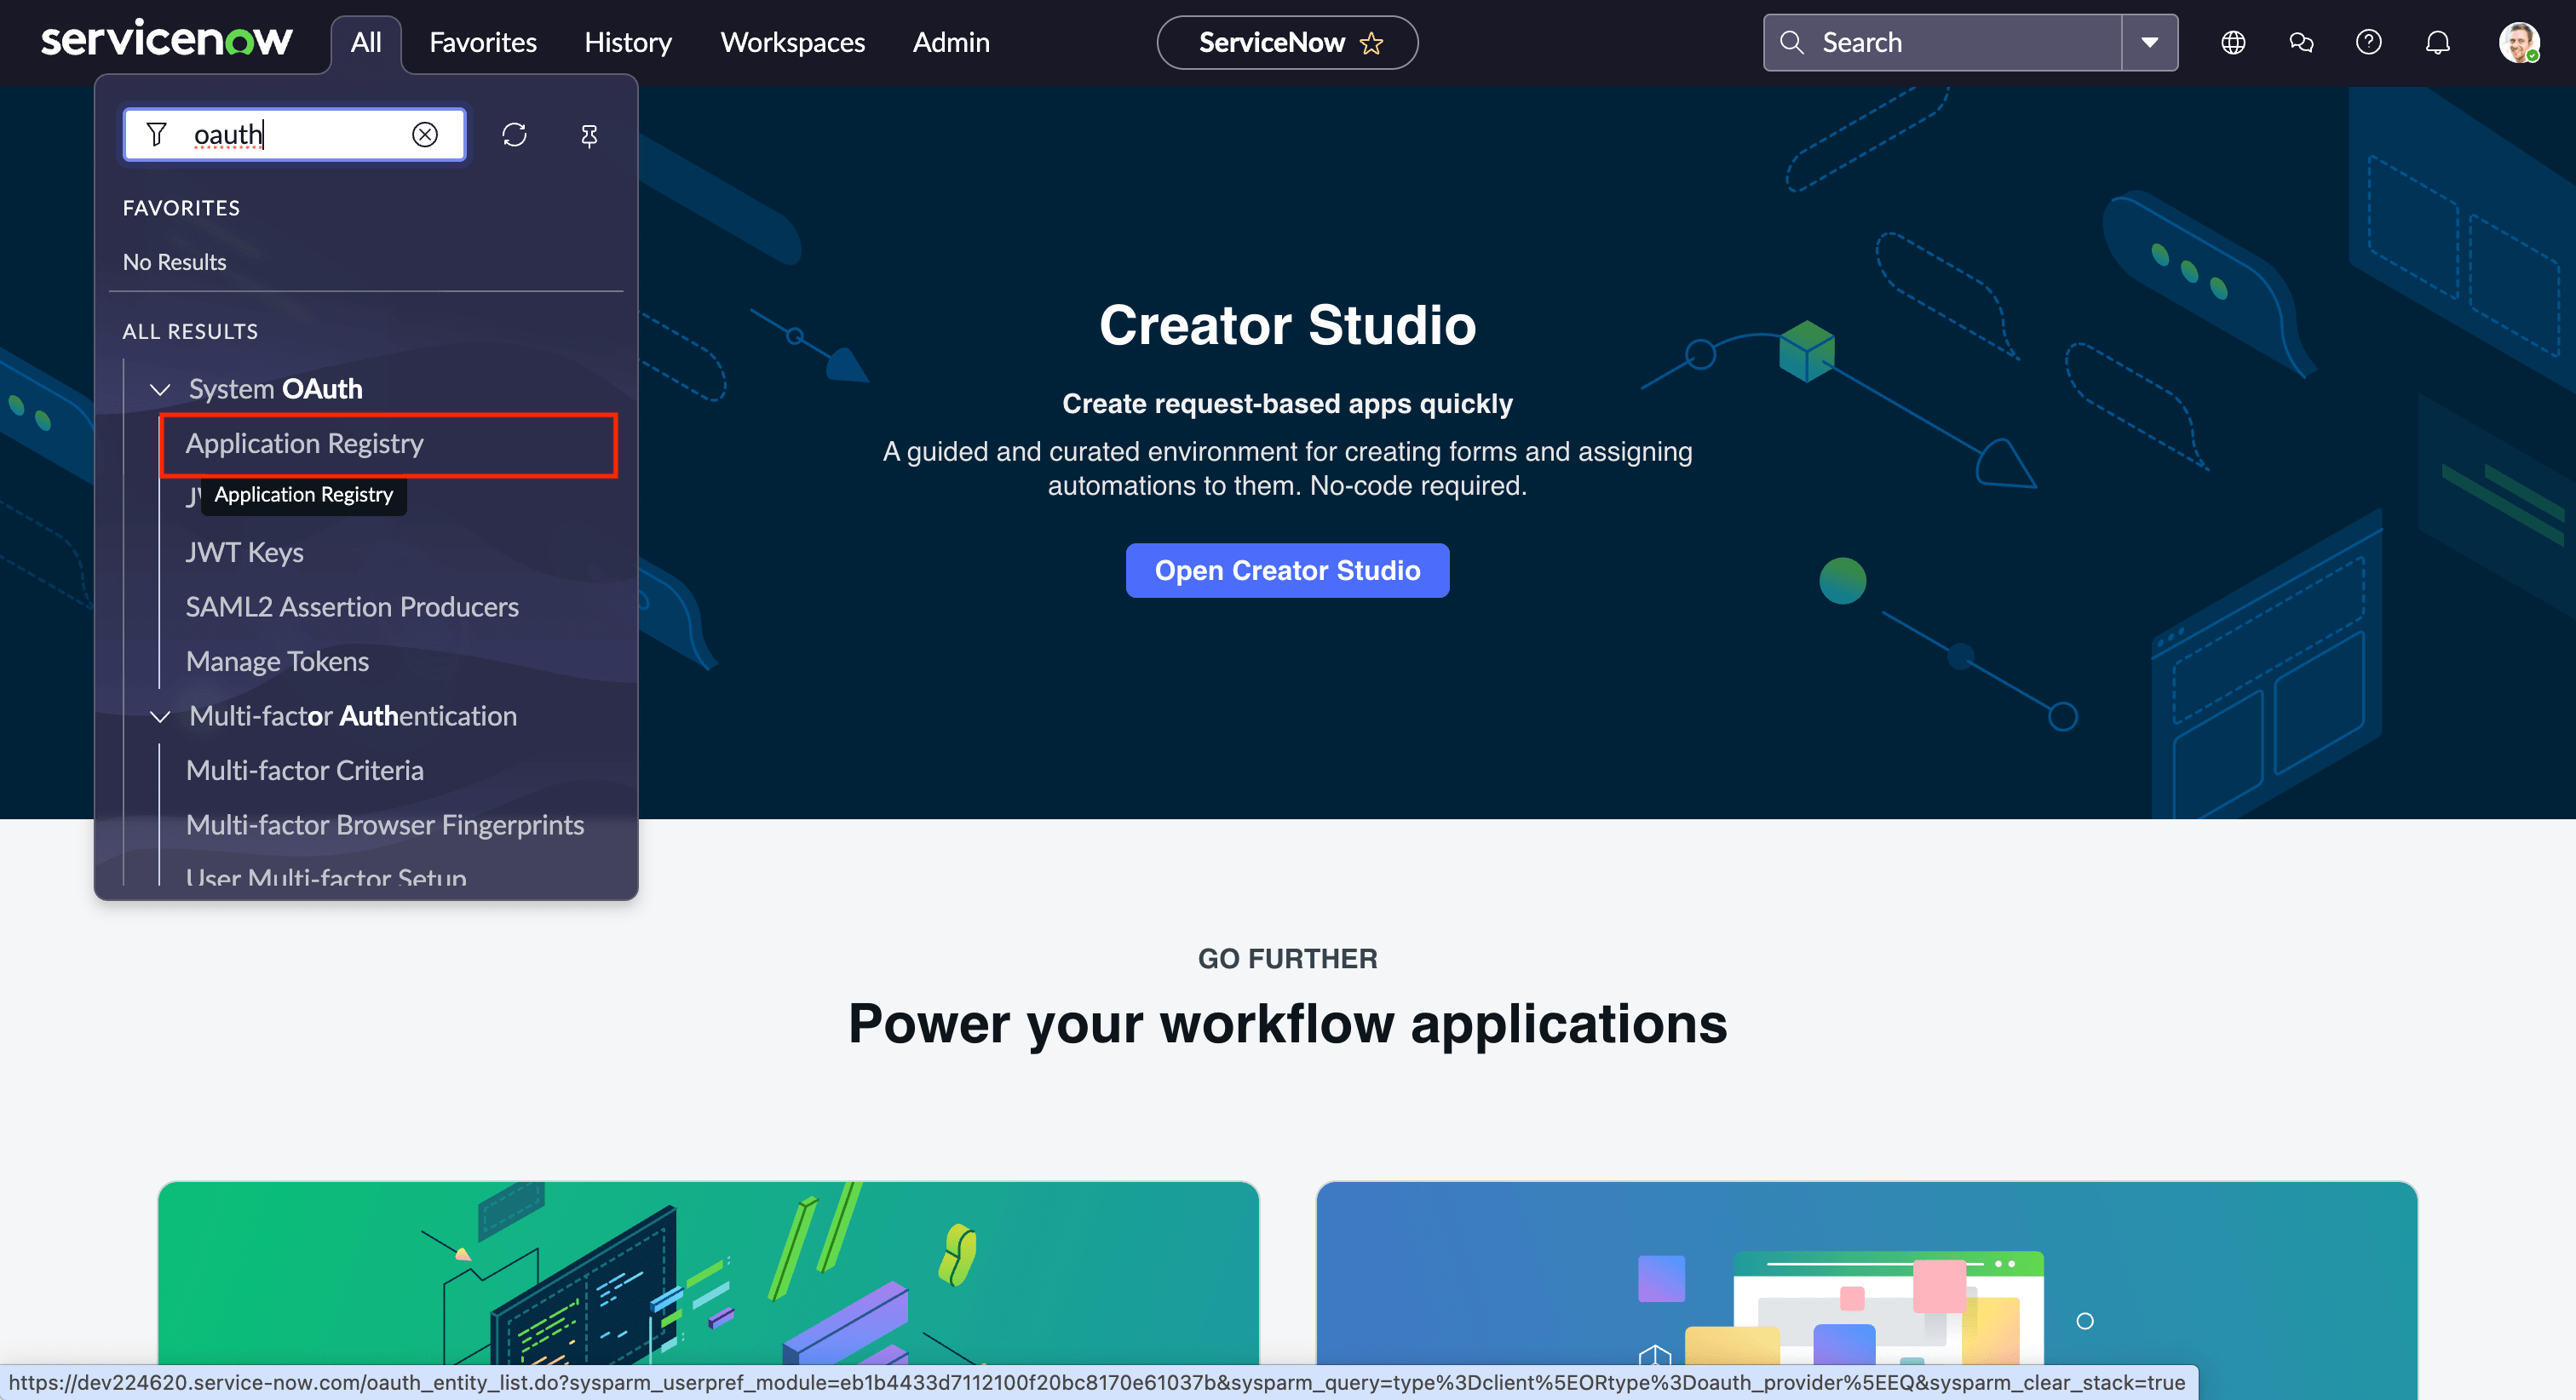 servicenow
All
Favorites
History
Workspaces
Admin
ServiceNow
Search
oauth
FAVORITES
No Results
ALL RESULTS
System OAuth
Application Registry
Application Registry
JWT Keys
SAML2 Assertion Producers
Manage Tokens
Multi-factor Authentication
Multi-factor Criteria
Multi-factor Browser Fingerprints
User Multi-factor Setup
Creator Studio
Create request-based apps quickly
A guided and curated environment for creating forms and assigning
automations to them. No-code required.
Open Creator Studio
GO FURTHER
Power your workflow applications
https://dev224620.service-now.com/oauth_entity_list.do?sysparm_userpref_module=eb1b4433d7112100f20bc8170e61037b&sysparm_query=type%3Dclient%5EORtype%3Doauth_provider%5EEQ&sysparm_clear_stack=true